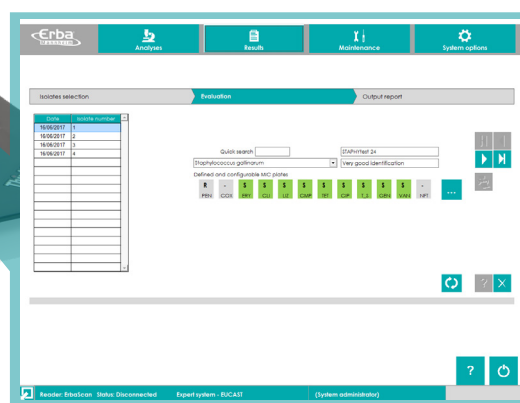 Erba
MANNHEIM
Analyses
Results
Maintenance
System options
Isolates selection
Evaluation
Output report
Date Isolate number
16/06/2017 1
16/06/2017 2
16/06/2017 3
16/06/2017 4
Quick search
STAPHYtest 24
Staphylococcus gallinarum
Very good identification
Defined and configurable MIC plates
R - S S S S S S S S S -
PEN COX ERY CLI LIZ CMP TET CIP T_S GEN VAN NIT
...
? X
?
Reader: ErbaScan Status: Disconnected Expert system - EUCAST (System administrator)